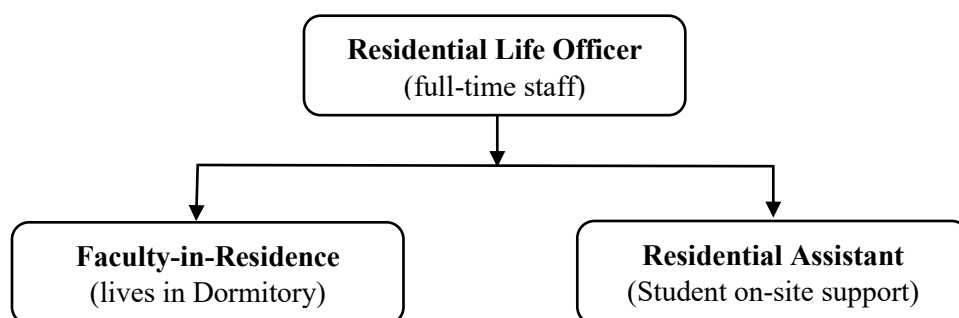 Residential Life Officer
(full-time staff)
Faculty-in-Residence
(lives in Dormitory)
Residential Assistant
(Student on-site support)